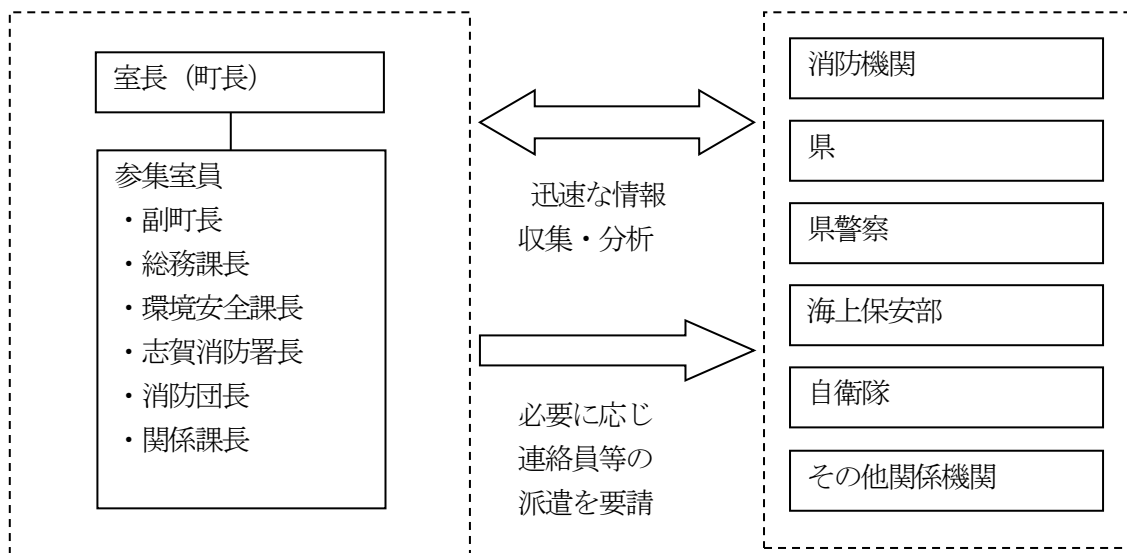 室長（町長）
参集室員
・副町長
・総務課長
・環境安全課長
・志賀消防署長
・消防団長
・関係課長
迅速な情報
収集・分析
必要に応じ
連絡員等の
派遣を要請
消防機関
県
県警察
海上保安部
自衛隊
その他関係機関